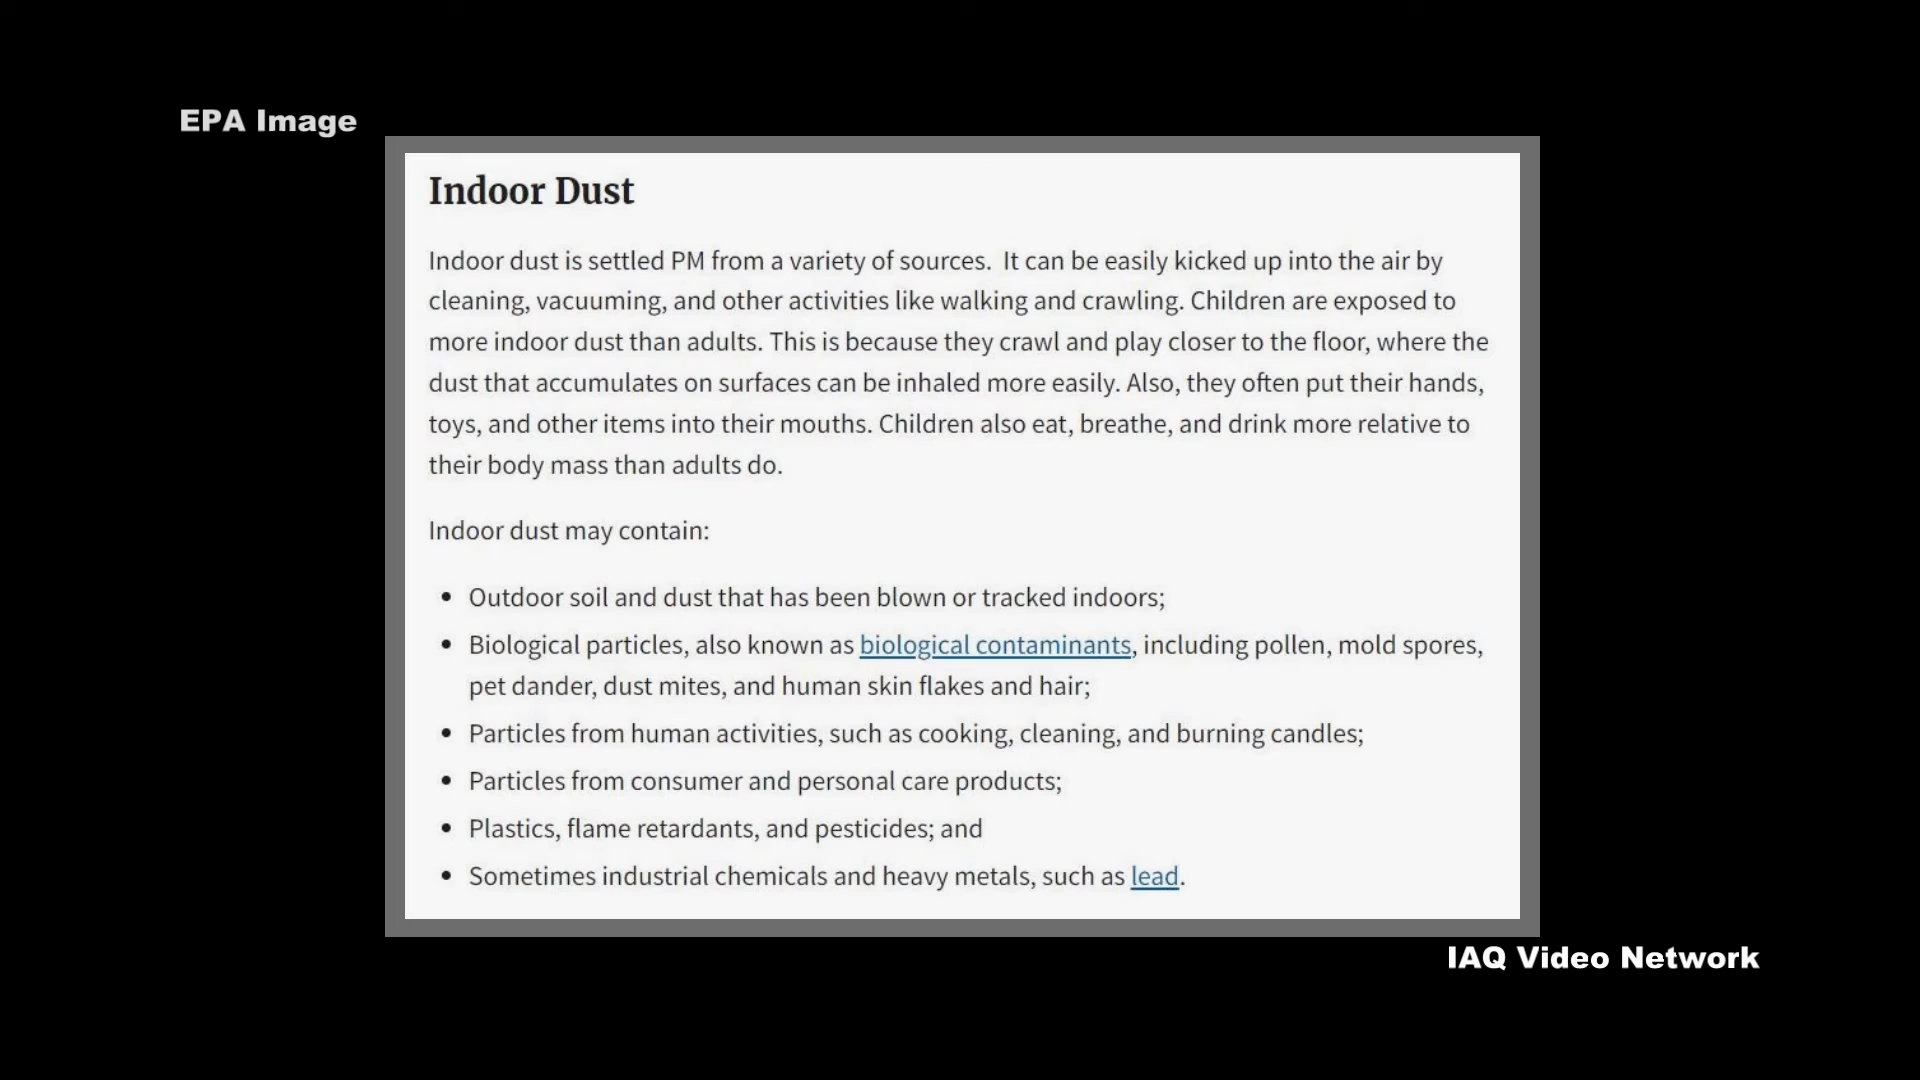 EPA Image
Indoor Dust
Indoor dust is settled PM from a variety of sources.  It can be easily kicked up into the air by
cleaning, vacuuming, and other activities like walking and crawling. Children are exposed to
more indoor dust than adults. This is because they crawl and play closer to the floor, where the
dust that accumulates on surfaces can be inhaled more easily. Also, they often put their hands,
toys, and other items into their mouths. Children also eat, breathe, and drink more relative to
their body mass than adults do.
Indoor dust may contain:
• Outdoor soil and dust that has been blown or tracked indoors;
• Biological particles, also known as biological contaminants, including pollen, mold spores,
pet dander, dust mites, and human skin flakes and hair;
• Particles from human activities, such as cooking, cleaning, and burning candles;
• Particles from consumer and personal care products;
• Plastics, flame retardants, and pesticides; and
• Sometimes industrial chemicals and heavy metals, such as lead.
IAQ Video Network